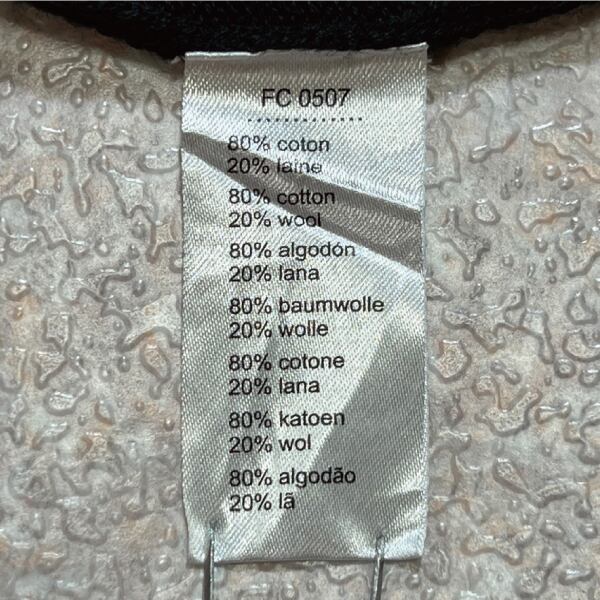 FC 0507
80% coton
20% laine
80% cotton
20% wool
80% algodón
20% lana
80% baumwolle
20% wolle
80% cotone
20% lana
80% katoen
20% wol
80% algodão
20% lã